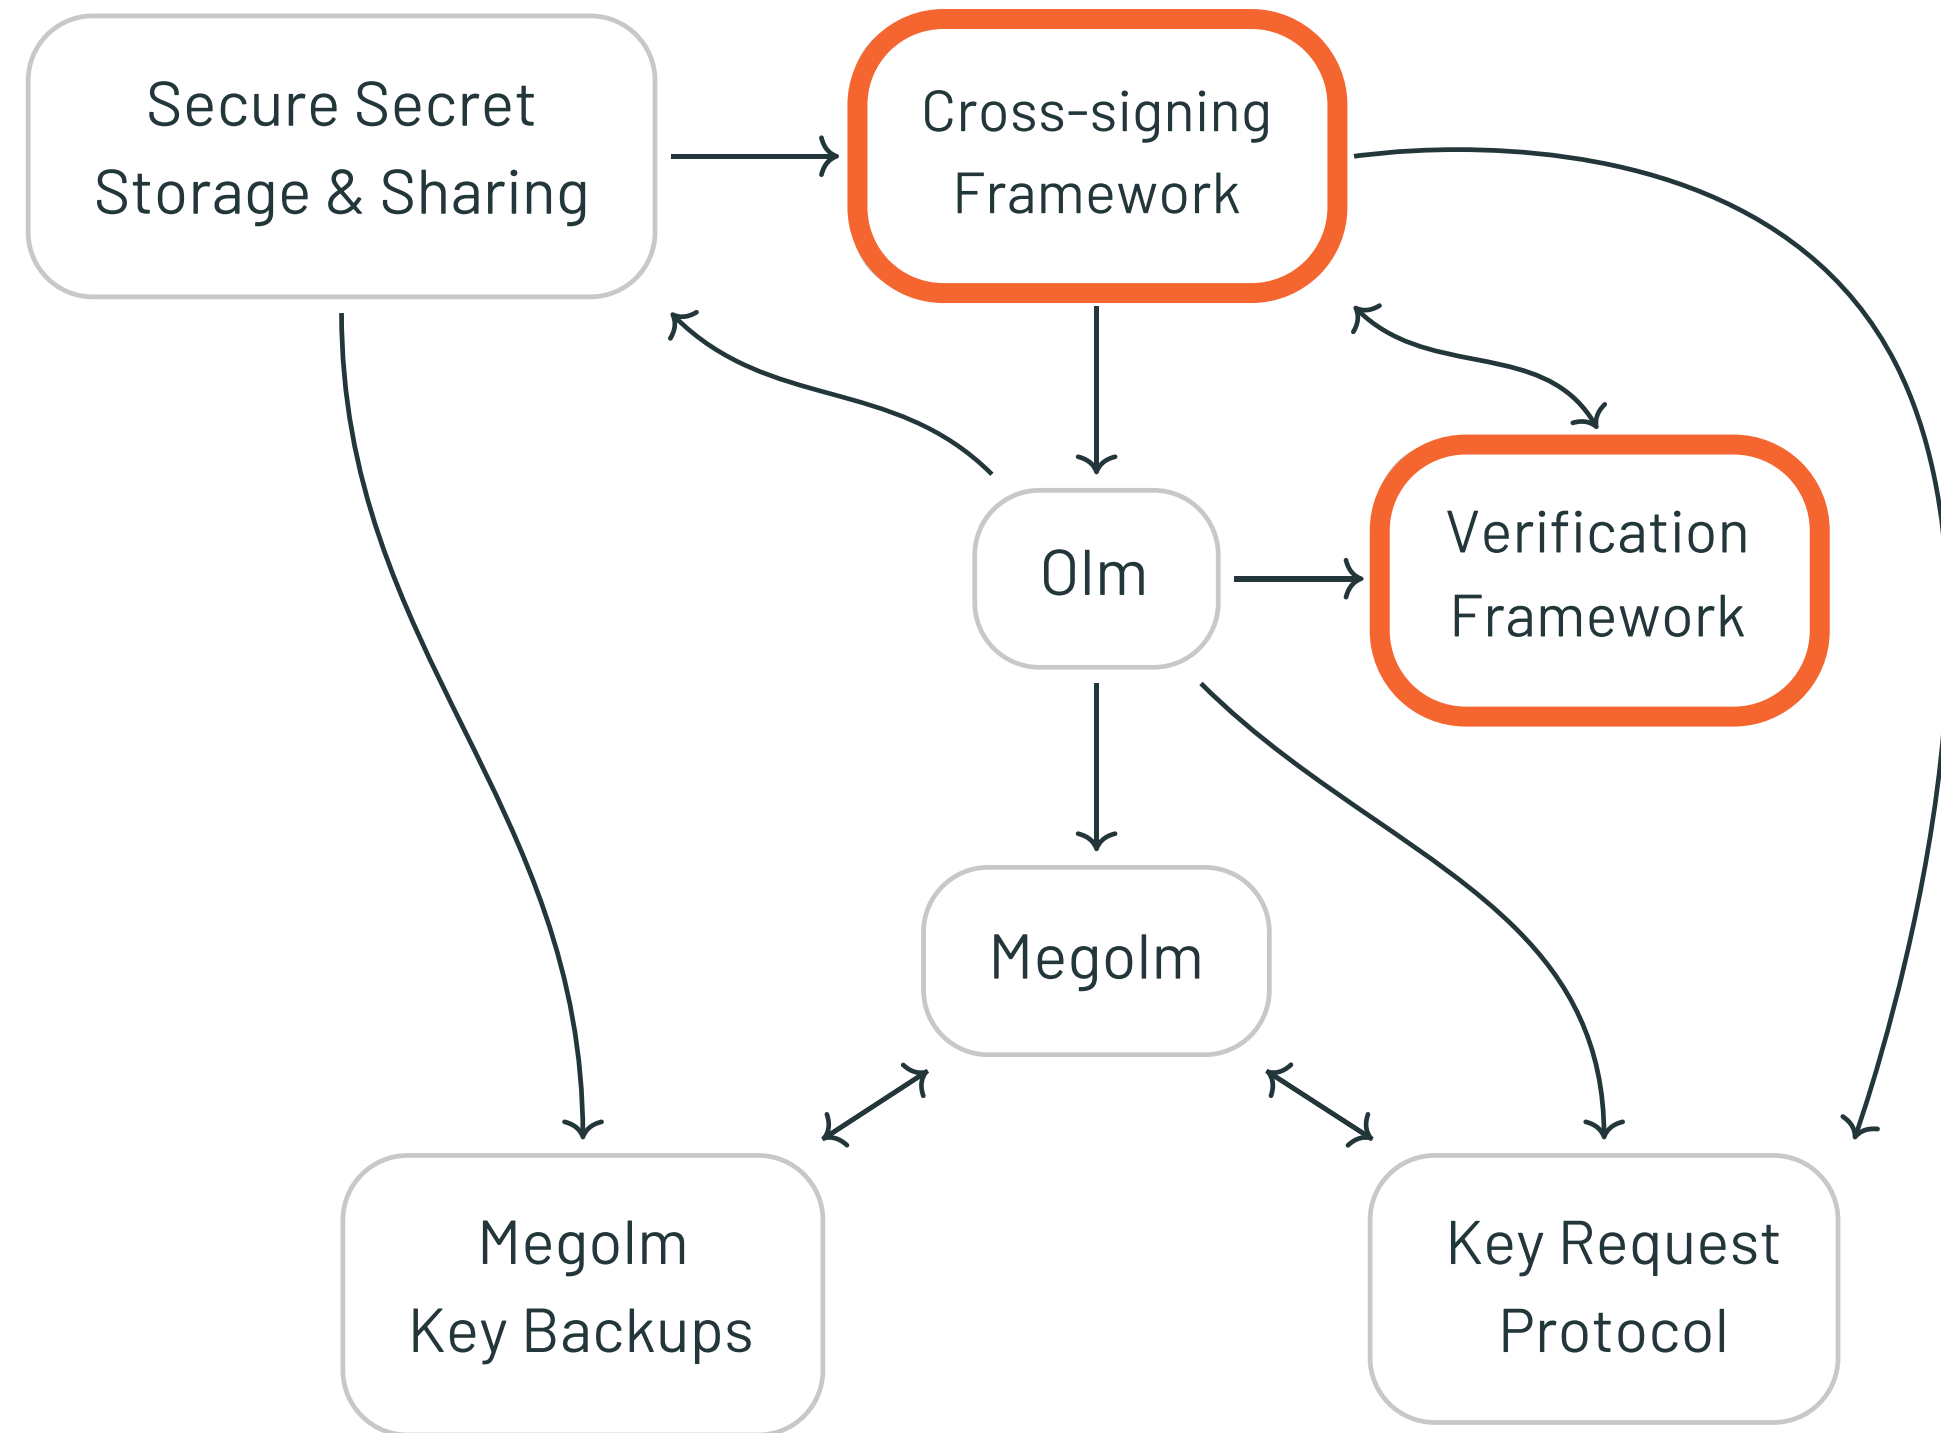 Secure Secret
Storage & Sharing
Cross-signing
Framework
Olm
Verification
Framework
Megolm
Megolm
Key Backups
Key Request
Protocol